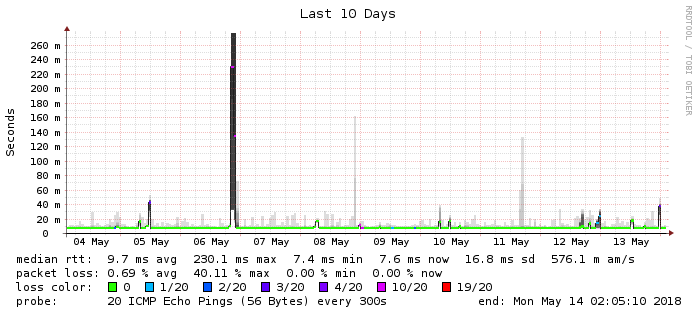 Last 10 Days
RRDTOOL / TOBI OETIKER
Seconds
260 m
240 m
220 m
200 m
180 m
160 m
140 m
120 m
100 m
80 m
60 m
40 m
20 m
0
04 May 05 May 06 May 07 May 08 May 09 May 10 May 11 May 12 May 13 May
median rtt: 9.7 ms avg 230.1 ms max 7.4 ms min 7.6 ms now 16.8 ms sd 576.1 m am/s
packet loss: 0.69 % avg 40.11 % max 0.00 % min 0.00 % now
loss color: 0 1/20 2/20 3/20 4/20 10/20 19/20
probe: 20 ICMP Echo Pings (56 Bytes) every 300s end: Mon May 14 02:05:10 2018